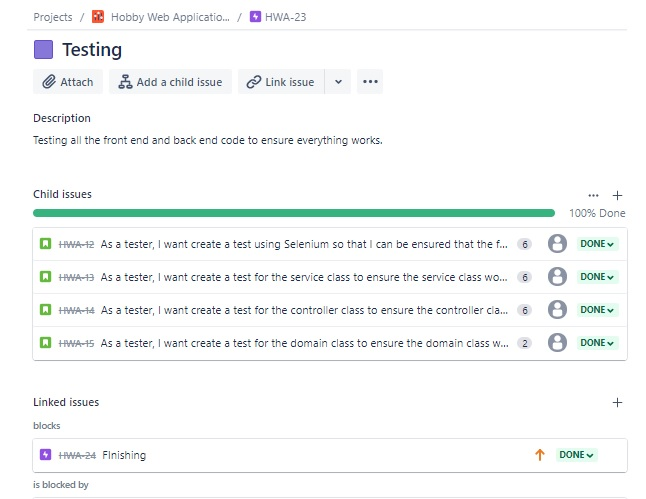 Projects / Hobby Web Applicatio... / HWA-23
Testing
Attach Add a child issue Link issue
Description
Testing all the front end and back end code to ensure everything works.
Child issues
100% Done
HWA-12 As a tester, I want create a test using Selenium so that I can be ensured that the f... 6 DONE
HWA-13 As a tester, I want create a test for the service class to ensure the service class wo... 6 DONE
HWA-14 As a tester, I want create a test for the controller class to ensure the controller cla... 6 DONE
HWA-15 As a tester, I want create a test for the domain class to ensure the domain class w... 2 DONE
Linked issues
blocks
HWA-24 FInishing DONE
is blocked by